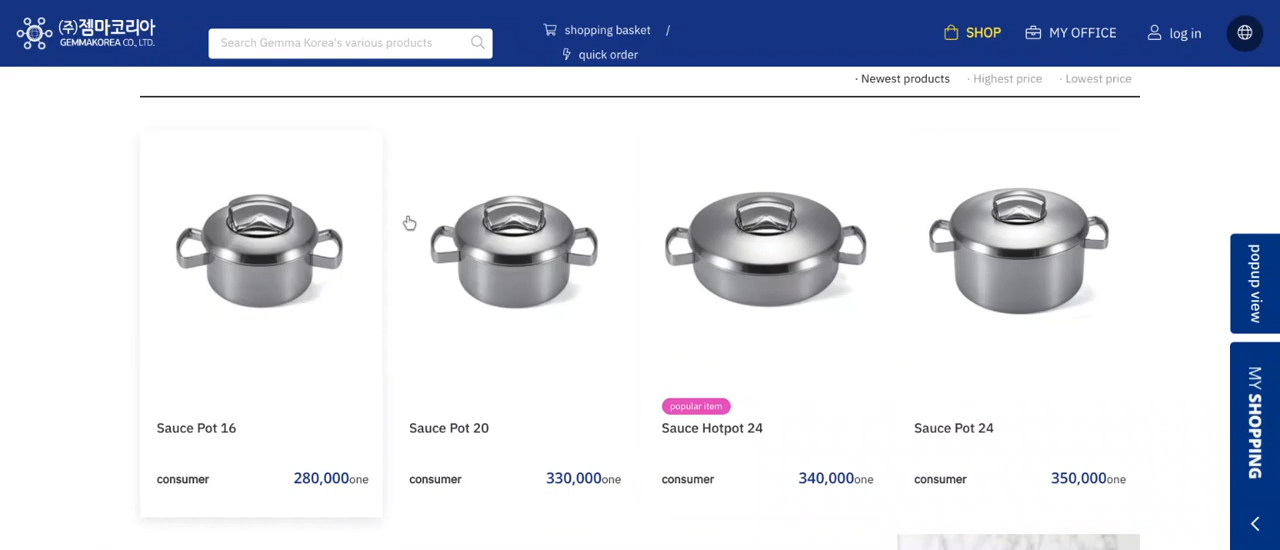 (주)젬마코리아
GEMMAKOREA CO., LTD.
Search Gemma Korea's various products
shopping basket /
quick order
SHOP
MY OFFICE
log in
· Newest products · Highest price · Lowest price
popup view
MY SHOPPING
popular item
Sauce Pot 16
Sauce Pot 20
Sauce Hotpot 24
Sauce Pot 24
consumer 280,000one
consumer 330,000one
consumer 340,000one
consumer 350,000one